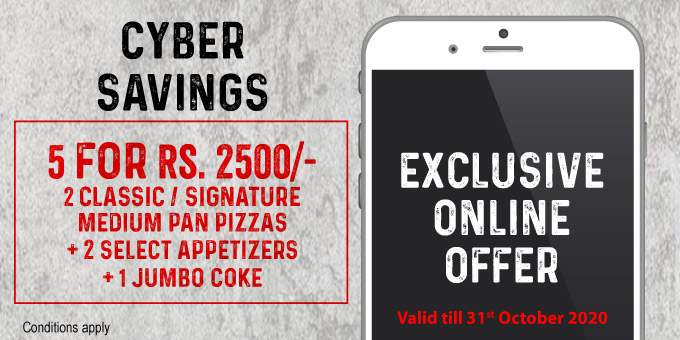 CYBER
SAVINGS
5 FOR RS. 2500/-
2 CLASSIC / SIGNATURE
MEDIUM PAN PIZZAS
+ 2 SELECT APPETIZERS
+ 1 JUMBO COKE
Conditions apply
EXCLUSIVE
ONLINE
OFFER
Valid till 31st October 2020